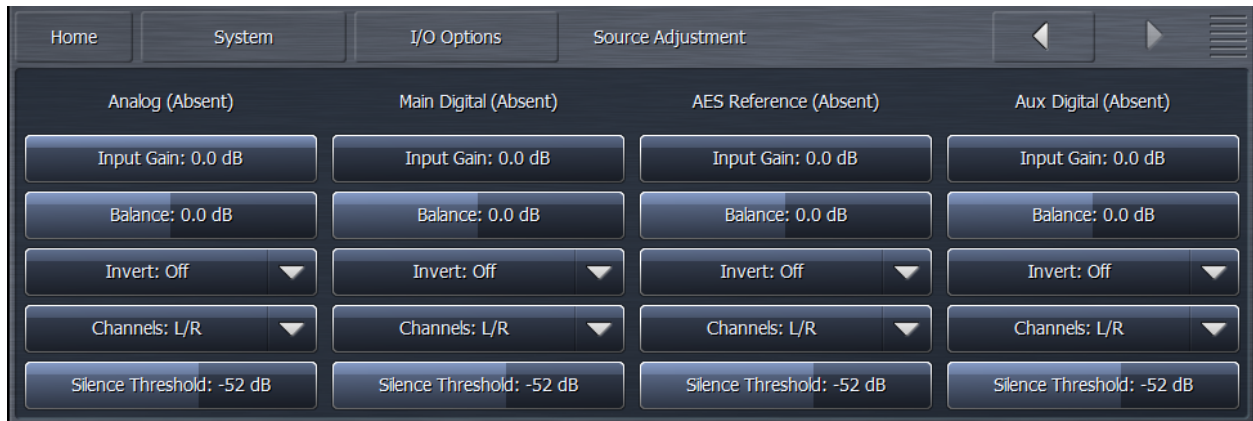 Home System I/O Options Source Adjustment
Analog (Absent) Main Digital (Absent) AES Reference (Absent) Aux Digital (Absent)
Input Gain: 0.0 dB Input Gain: 0.0 dB Input Gain: 0.0 dB Input Gain: 0.0 dB
Balance: 0.0 dB Balance: 0.0 dB Balance: 0.0 dB Balance: 0.0 dB
Invert: Off Invert: Off Invert: Off Invert: Off
Channels: L/R Channels: L/R Channels: L/R Channels: L/R
Silence Threshold: -52 dB Silence Threshold: -52 dB Silence Threshold: -52 dB Silence Threshold: -52 dB